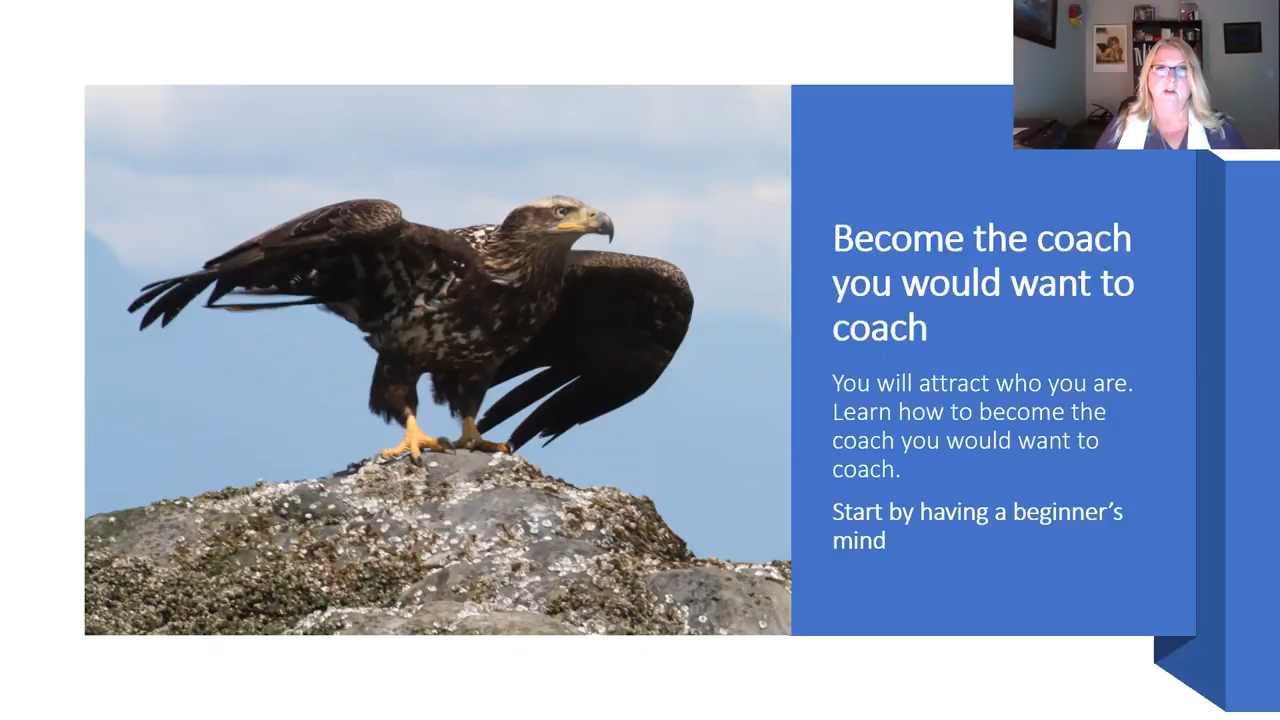 Become the coach
you would want to
coach
You will attract who you are.
Learn how to become the
coach you would want to
coach.
Start by having a beginner’s
mind